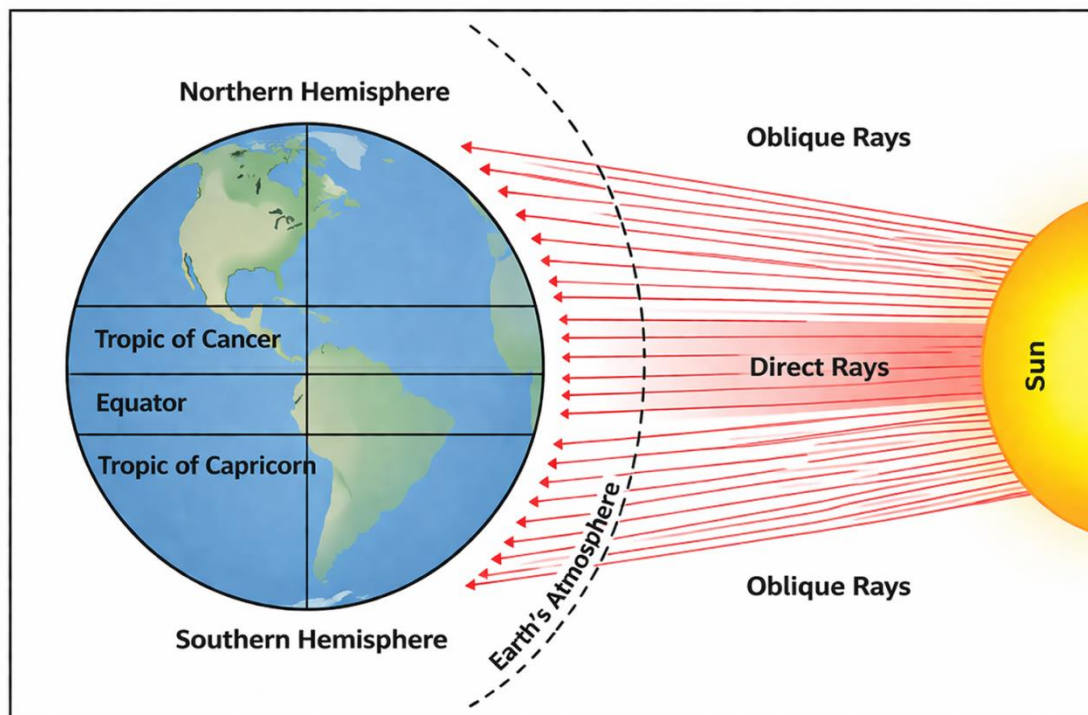 Northern Hemisphere
Oblique Rays
Tropic of Cancer
Equator
Tropic of Capricorn
Direct Rays
Sun
Earth's Atmosphere
Oblique Rays
Southern Hemisphere